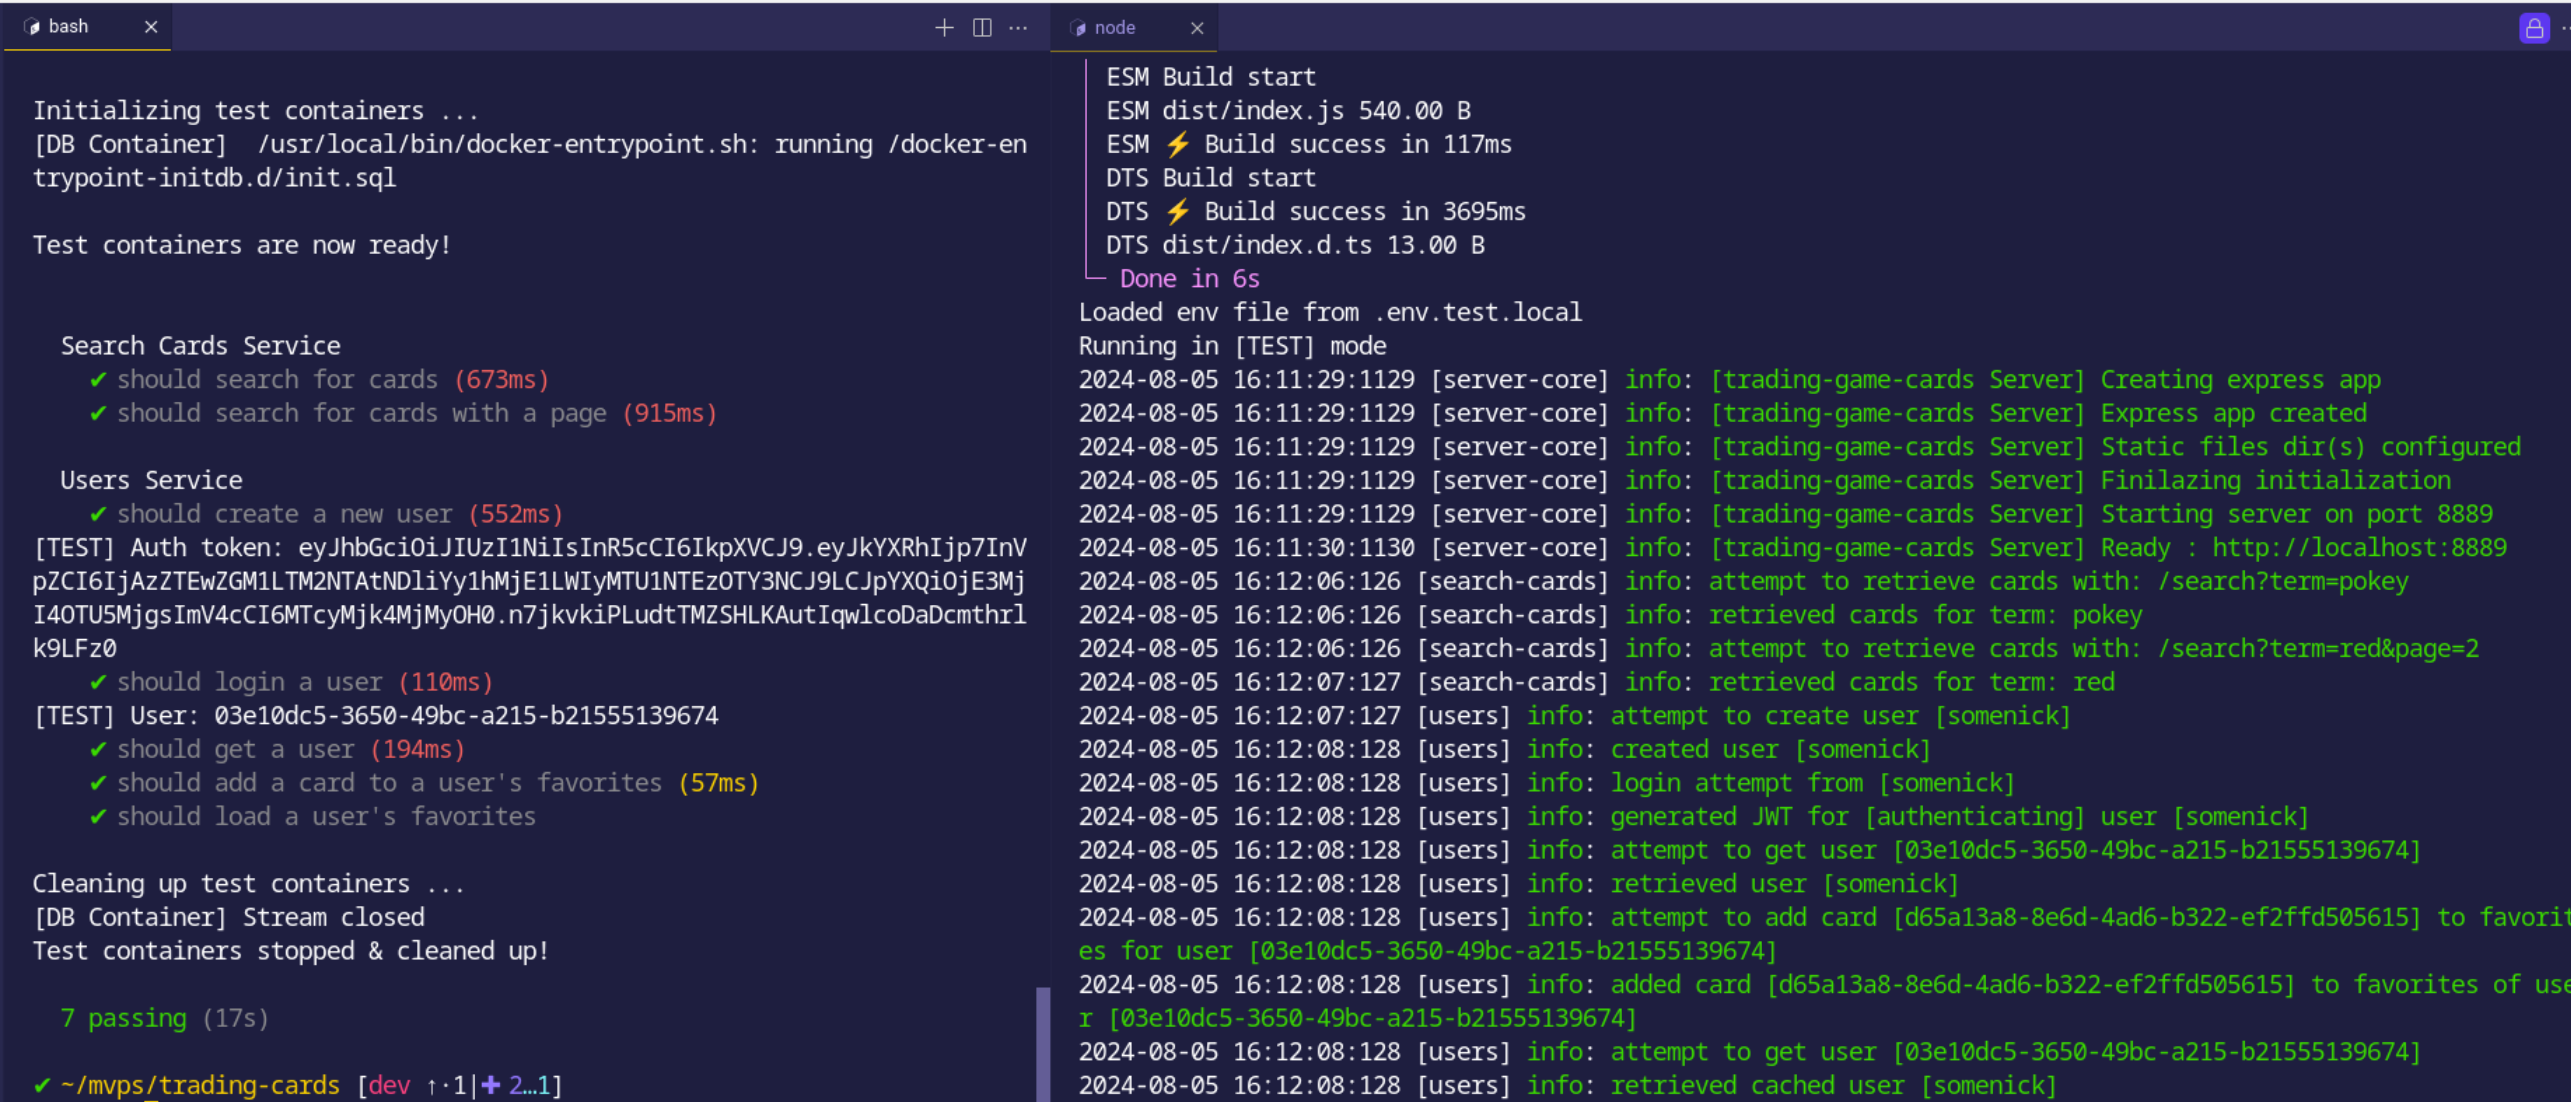 bash
Initializing test containers ...
[DB Container]  /usr/local/bin/docker-entrypoint.sh: running /docker-en
trypoint-initdb.d/init.sql
Test containers are now ready!
Search Cards Service
✔ should search for cards (673ms)
✔ should search for cards with a page (915ms)
Users Service
✔ should create a new user (552ms)
[TEST] Auth token: eyJhbGciOiJIUzI1NiIsInR5cCI6IkpXVCJ9.eyJkYXRhIjp7InV
pZCI6IjAzZTEwZGM1LTM2NTAtNDliYy1hMjE1LWIyMTU1NTEzOTY3NCJ9LCJpYXQiOjE3Mj
I4OTU5MjgsImV4cCI6MTcyMjk4MjMyOH0.n7jkvkiPLudtTMZSHLKAutIqwlcoDaDcmthrl
k9LFz0
✔ should login a user (110ms)
[TEST] User: 03e10dc5-3650-49bc-a215-b21555139674
✔ should get a user (194ms)
✔ should add a card to a user's favorites (57ms)
✔ should load a user's favorites
Cleaning up test containers ...
[DB Container] Stream closed
Test containers stopped & cleaned up!
7 passing (17s)
✔ ~/mvps/trading-cards [dev ↑·1|✚ 2…1]
node
ESM Build start
ESM dist/index.js 540.00 B
ESM ⚡ Build success in 117ms
DTS Build start
DTS ⚡ Build success in 3695ms
DTS dist/index.d.ts 13.00 B
└─ Done in 6s
Loaded env file from .env.test.local
Running in [TEST] mode
2024-08-05 16:11:29:1129 [server-core] info: [trading-game-cards Server] Creating express app
2024-08-05 16:11:29:1129 [server-core] info: [trading-game-cards Server] Express app created
2024-08-05 16:11:29:1129 [server-core] info: [trading-game-cards Server] Static files dir(s) configured
2024-08-05 16:11:29:1129 [server-core] info: [trading-game-cards Server] Finilazing initialization
2024-08-05 16:11:29:1129 [server-core] info: [trading-game-cards Server] Starting server on port 8889
2024-08-05 16:11:30:1130 [server-core] info: [trading-game-cards Server] Ready : http://localhost:8889
2024-08-05 16:12:06:126 [search-cards] info: attempt to retrieve cards with: /search?term=pokey
2024-08-05 16:12:06:126 [search-cards] info: retrieved cards for term: pokey
2024-08-05 16:12:06:126 [search-cards] info: attempt to retrieve cards with: /search?term=red&page=2
2024-08-05 16:12:07:127 [search-cards] info: retrieved cards for term: red
2024-08-05 16:12:07:127 [users] info: attempt to create user [somenick]
2024-08-05 16:12:08:128 [users] info: created user [somenick]
2024-08-05 16:12:08:128 [users] info: login attempt from [somenick]
2024-08-05 16:12:08:128 [users] info: generated JWT for [authenticating] user [somenick]
2024-08-05 16:12:08:128 [users] info: attempt to get user [03e10dc5-3650-49bc-a215-b21555139674]
2024-08-05 16:12:08:128 [users] info: retrieved user [somenick]
2024-08-05 16:12:08:128 [users] info: attempt to add card [d65a13a8-8e6d-4ad6-b322-ef2ffd505615] to favorit
es for user [03e10dc5-3650-49bc-a215-b21555139674]
2024-08-05 16:12:08:128 [users] info: added card [d65a13a8-8e6d-4ad6-b322-ef2ffd505615] to favorites of use
r [03e10dc5-3650-49bc-a215-b21555139674]
2024-08-05 16:12:08:128 [users] info: attempt to get user [03e10dc5-3650-49bc-a215-b21555139674]
2024-08-05 16:12:08:128 [users] info: retrieved cached user [somenick]